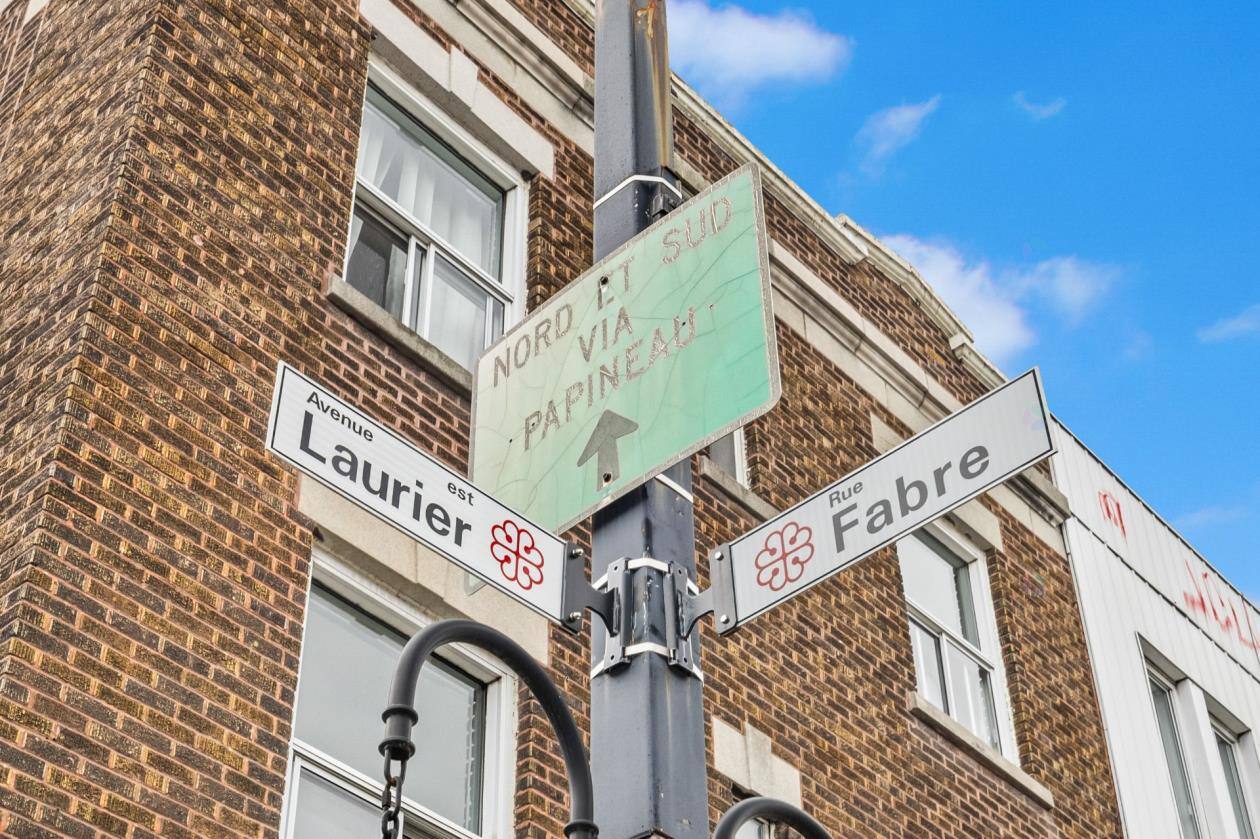 NORD ET SUD
VIA
PAPINEAU
Avenue
Laurier est
Rue
Fabre